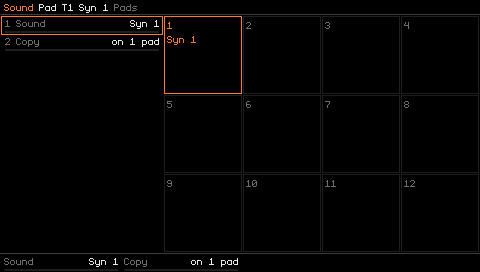 Sound Pad T1 Syn 1 Pads
1 Sound Syn 1
2 Copy on 1 pad
1 2 3 4
Syn 1
5 6 7 8
9 10 11 12
Sound Syn 1 Copy on 1 pad